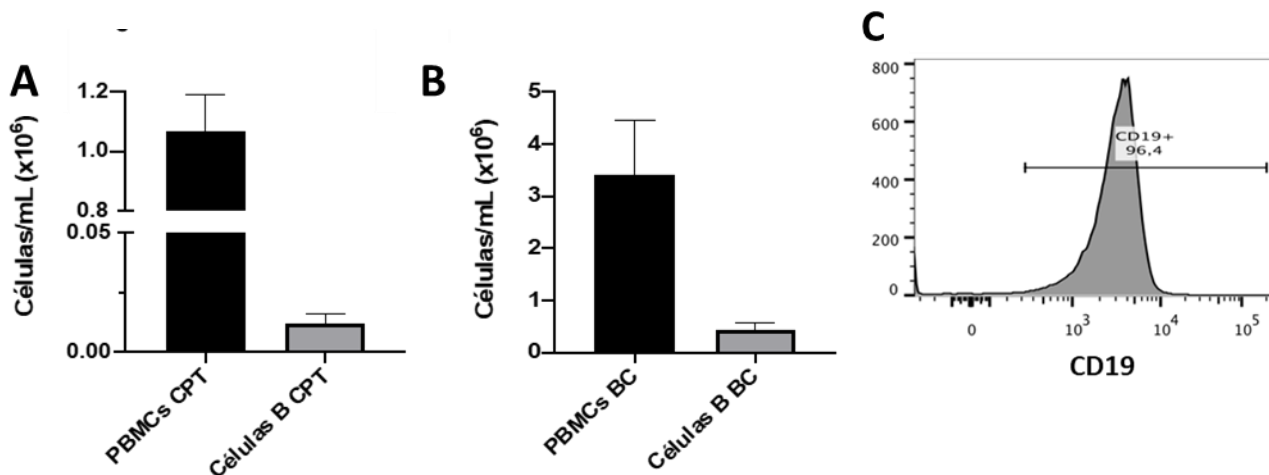 A
Células/mL (x10⁶)
1.2
1.0
0.8
0.05
0.00
PBMCs CPT
Células B CPT
B
Células/mL (x10⁶)
5
4
3
2
1
0
PBMCs BC
Células B BC
C
800
600
400
200
0
CD19+
96,4
0
10³
10⁴
10⁵
CD19